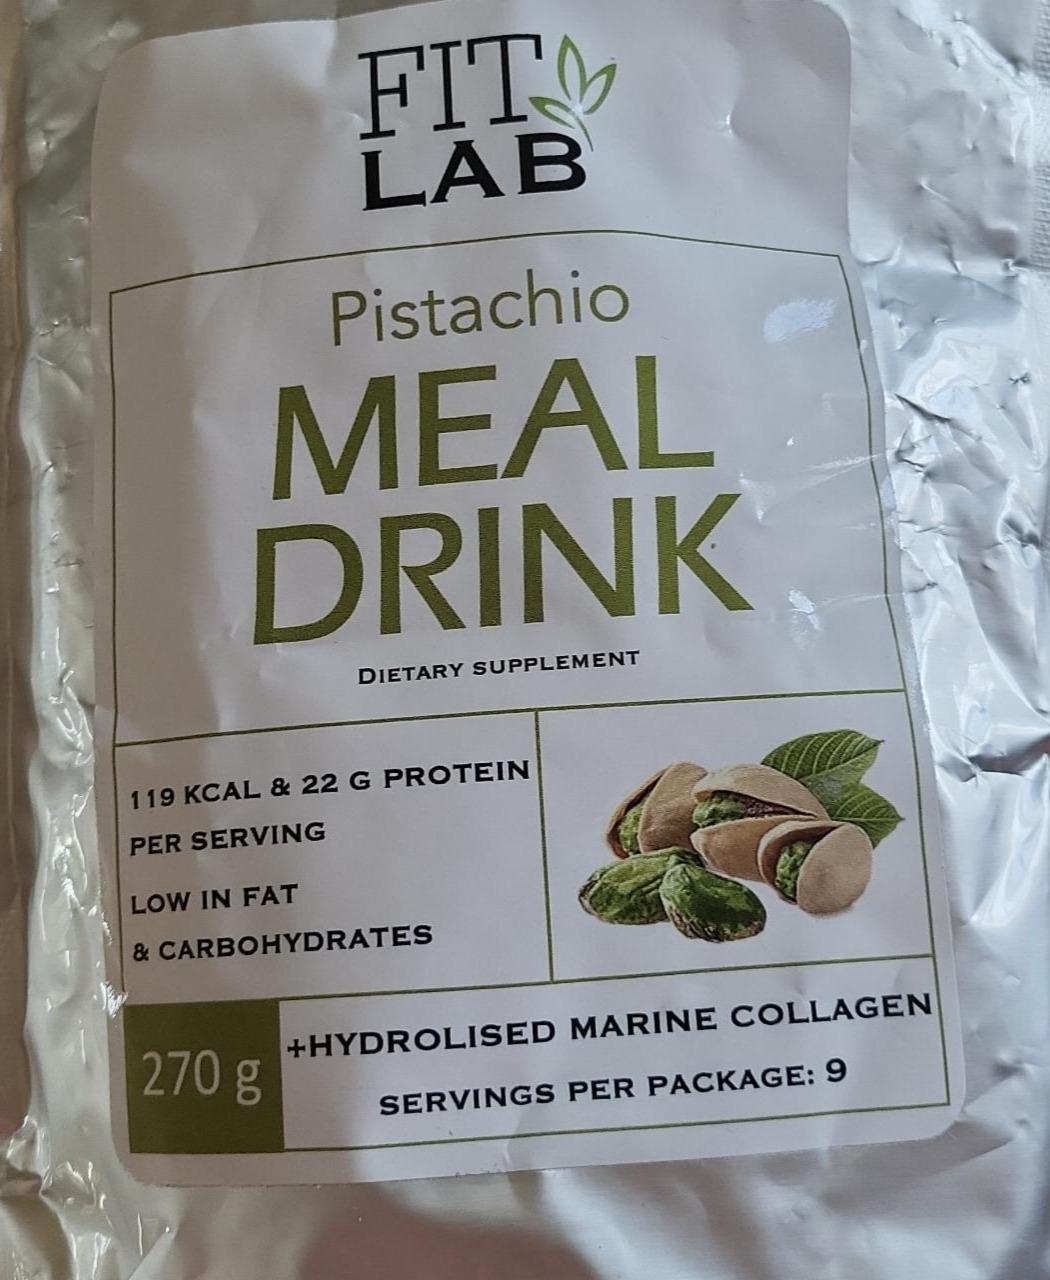 FIT
LAB
Pistachio
MEAL
DRINK
DIETARY SUPPLEMENT
119 KCAL & 22 G PROTEIN
PER SERVING
LOW IN FAT
& CARBOHYDRATES
270 g
+HYDROLISED MARINE COLLAGEN
SERVINGS PER PACKAGE: 9